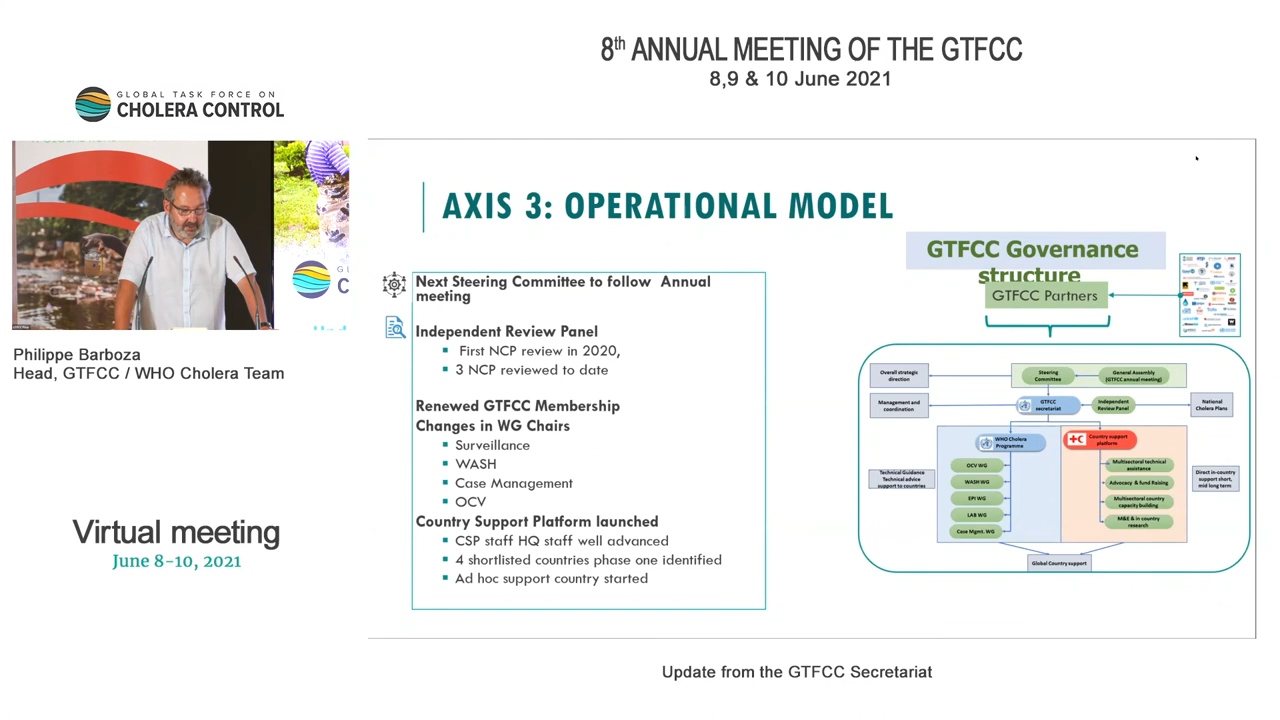 8th ANNUAL MEETING OF THE GTFCC
8,9 & 10 June 2021
GLOBAL TASK FORCE ON
CHOLERA CONTROL
Philippe Barboza
Head, GTFCC / WHO Cholera Team
Virtual meeting
June 8-10, 2021
AXIS 3: OPERATIONAL MODEL
Next Steering Committee to follow Annual
meeting
Independent Review Panel
First NCP review in 2020,
3 NCP reviewed to date
Renewed GTFCC Membership
Changes in WG Chairs
Surveillance
WASH
Case Management
OCV
Country Support Platform launched
CSP staff HQ staff well advanced
4 shortlisted countries phase one identified
Ad hoc support country started
GTFCC Governance
structure
GTFCC Partners
Overall strategic
direction
Steering
Committee
General Assembly
(GTFCC annual meeting)
Management and
coordination
GTFCC
secretariat
Independent
Review Panel
National
Cholera Plans
WHO Cholera
Programme
Country support
platform
OCV WG
WASH WG
EPI WG
LAB WG
Case Mgmt. WG
Multisectoral technical
assistance
Advocacy & fund Raising
Multisectoral country
capacity building
M&E & in country
research
Technical Guidance
Technical advice
support to countries
Direct in-country
support short,
mid long term
Global Country support
Update from the GTFCC Secretariat